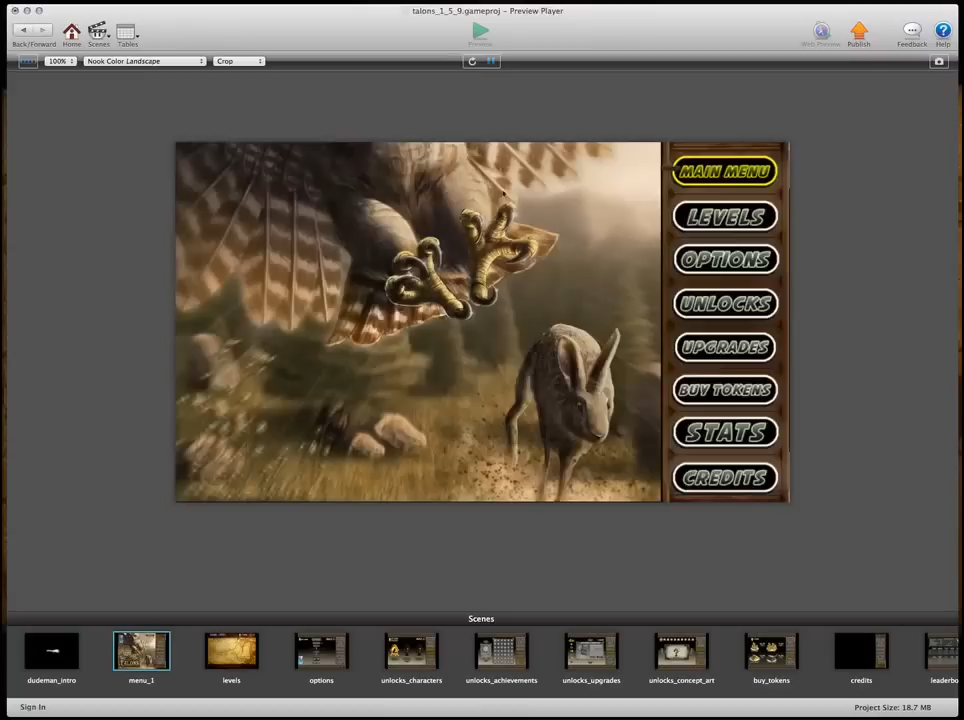 talons_1_5_9.gameproj - Preview Player
Back/Forward Home Scenes Tables Preview Web Preview Publish Feedback Help
100% Nook Color Landscape Crop
MAIN MENU
LEVELS
OPTIONS
UNLOCKS
UPGRADES
BUY TOKENS
STATS
CREDITS
Scenes
TALONS
dudeman_intro menu_1 levels options unlocks_characters unlocks_achievements unlocks_upgrades unlocks_concept_art buy_tokens credits leaderbo
Sign In Project Size: 18.7 MB